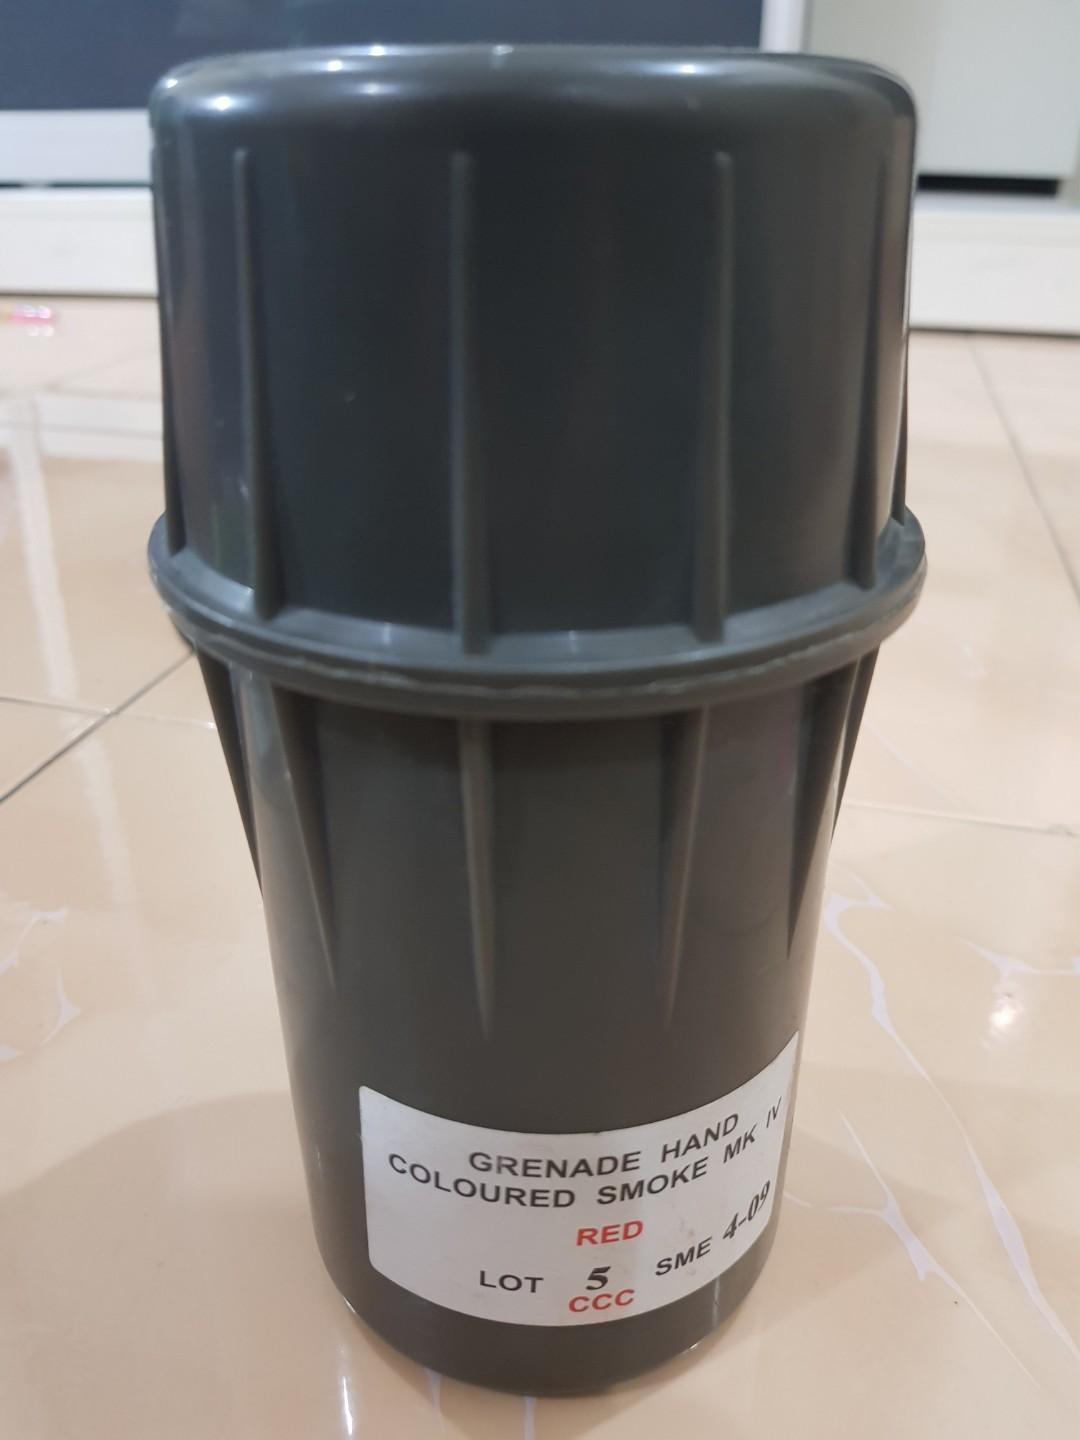 GRENADE HAND
COLOURED SMOKE MK IV
RED
LOT 5 SME 4-09
CCC